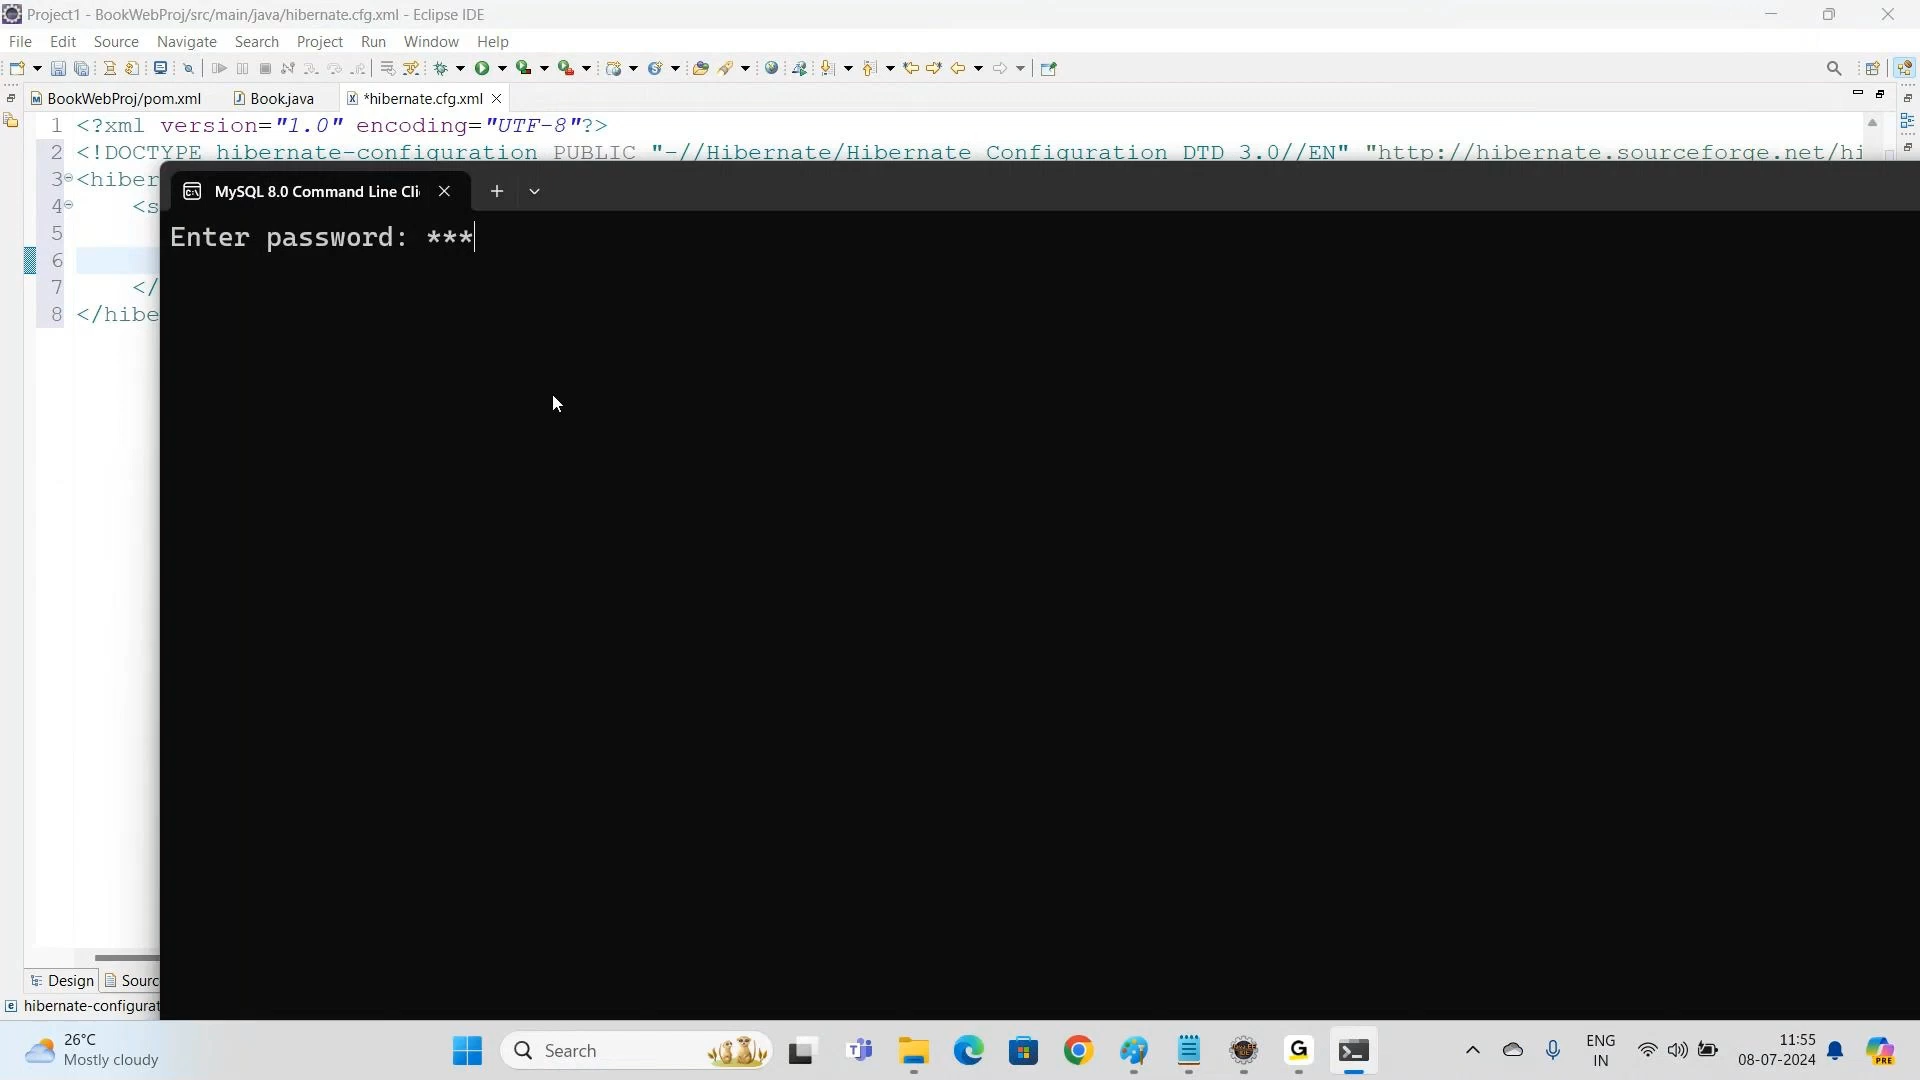 Project1 - BookWebProj/src/main/java/hibernate.cfg.xml - Eclipse IDE
File Edit Source Navigate Search Project Run Window Help
BookWebProj/pom.xml Book.java *hibernate.cfg.xml
1 <?xml version="1.0" encoding="UTF-8"?>
2 <!DOCTYPE hibernate-configuration PUBLIC "-//Hibernate/Hibernate Configuration DTD 3.0//EN" "http://hibernate.sourceforge.net/hi
3 <hiber
MySQL 8.0 Command Line Cli
4 <s
5
Enter password: ***
6
7 </
8 </hibe
Design Sourc
hibernate-configurat
26°C
Mostly cloudy
Search
ENG
IN
11:55
08-07-2024
PRE